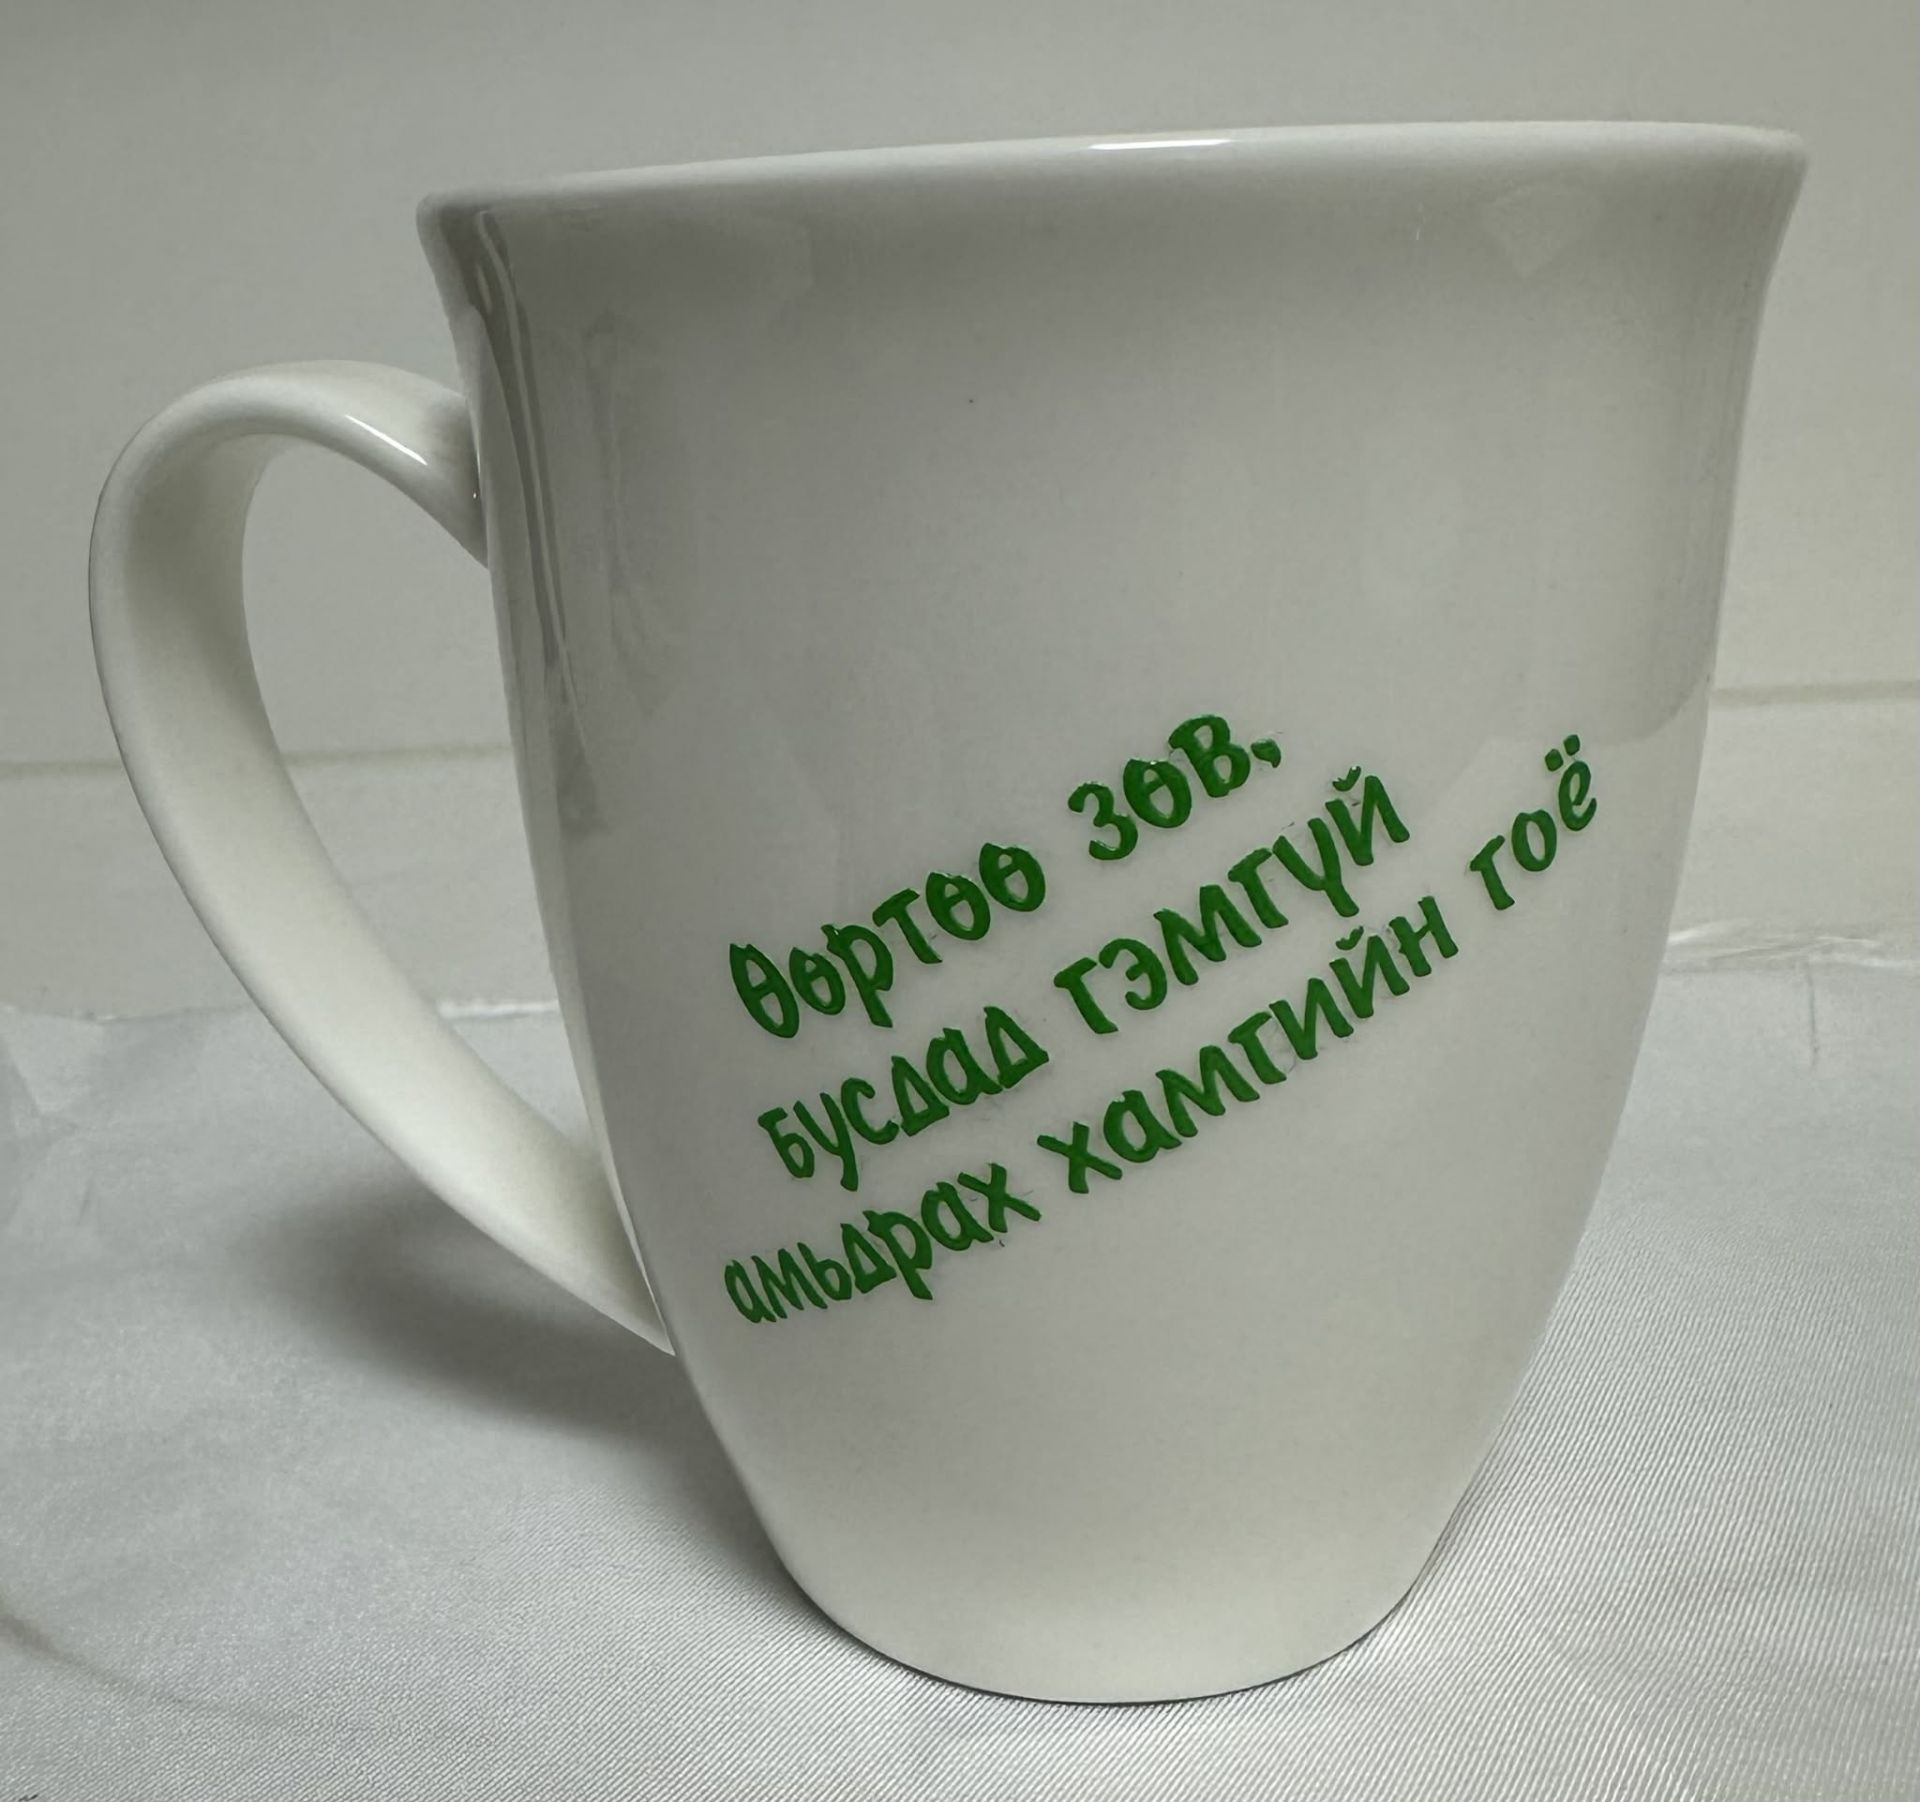 Өөртөө зөв,
бусдад гэмгүй
амьдрах хамгийн гоё